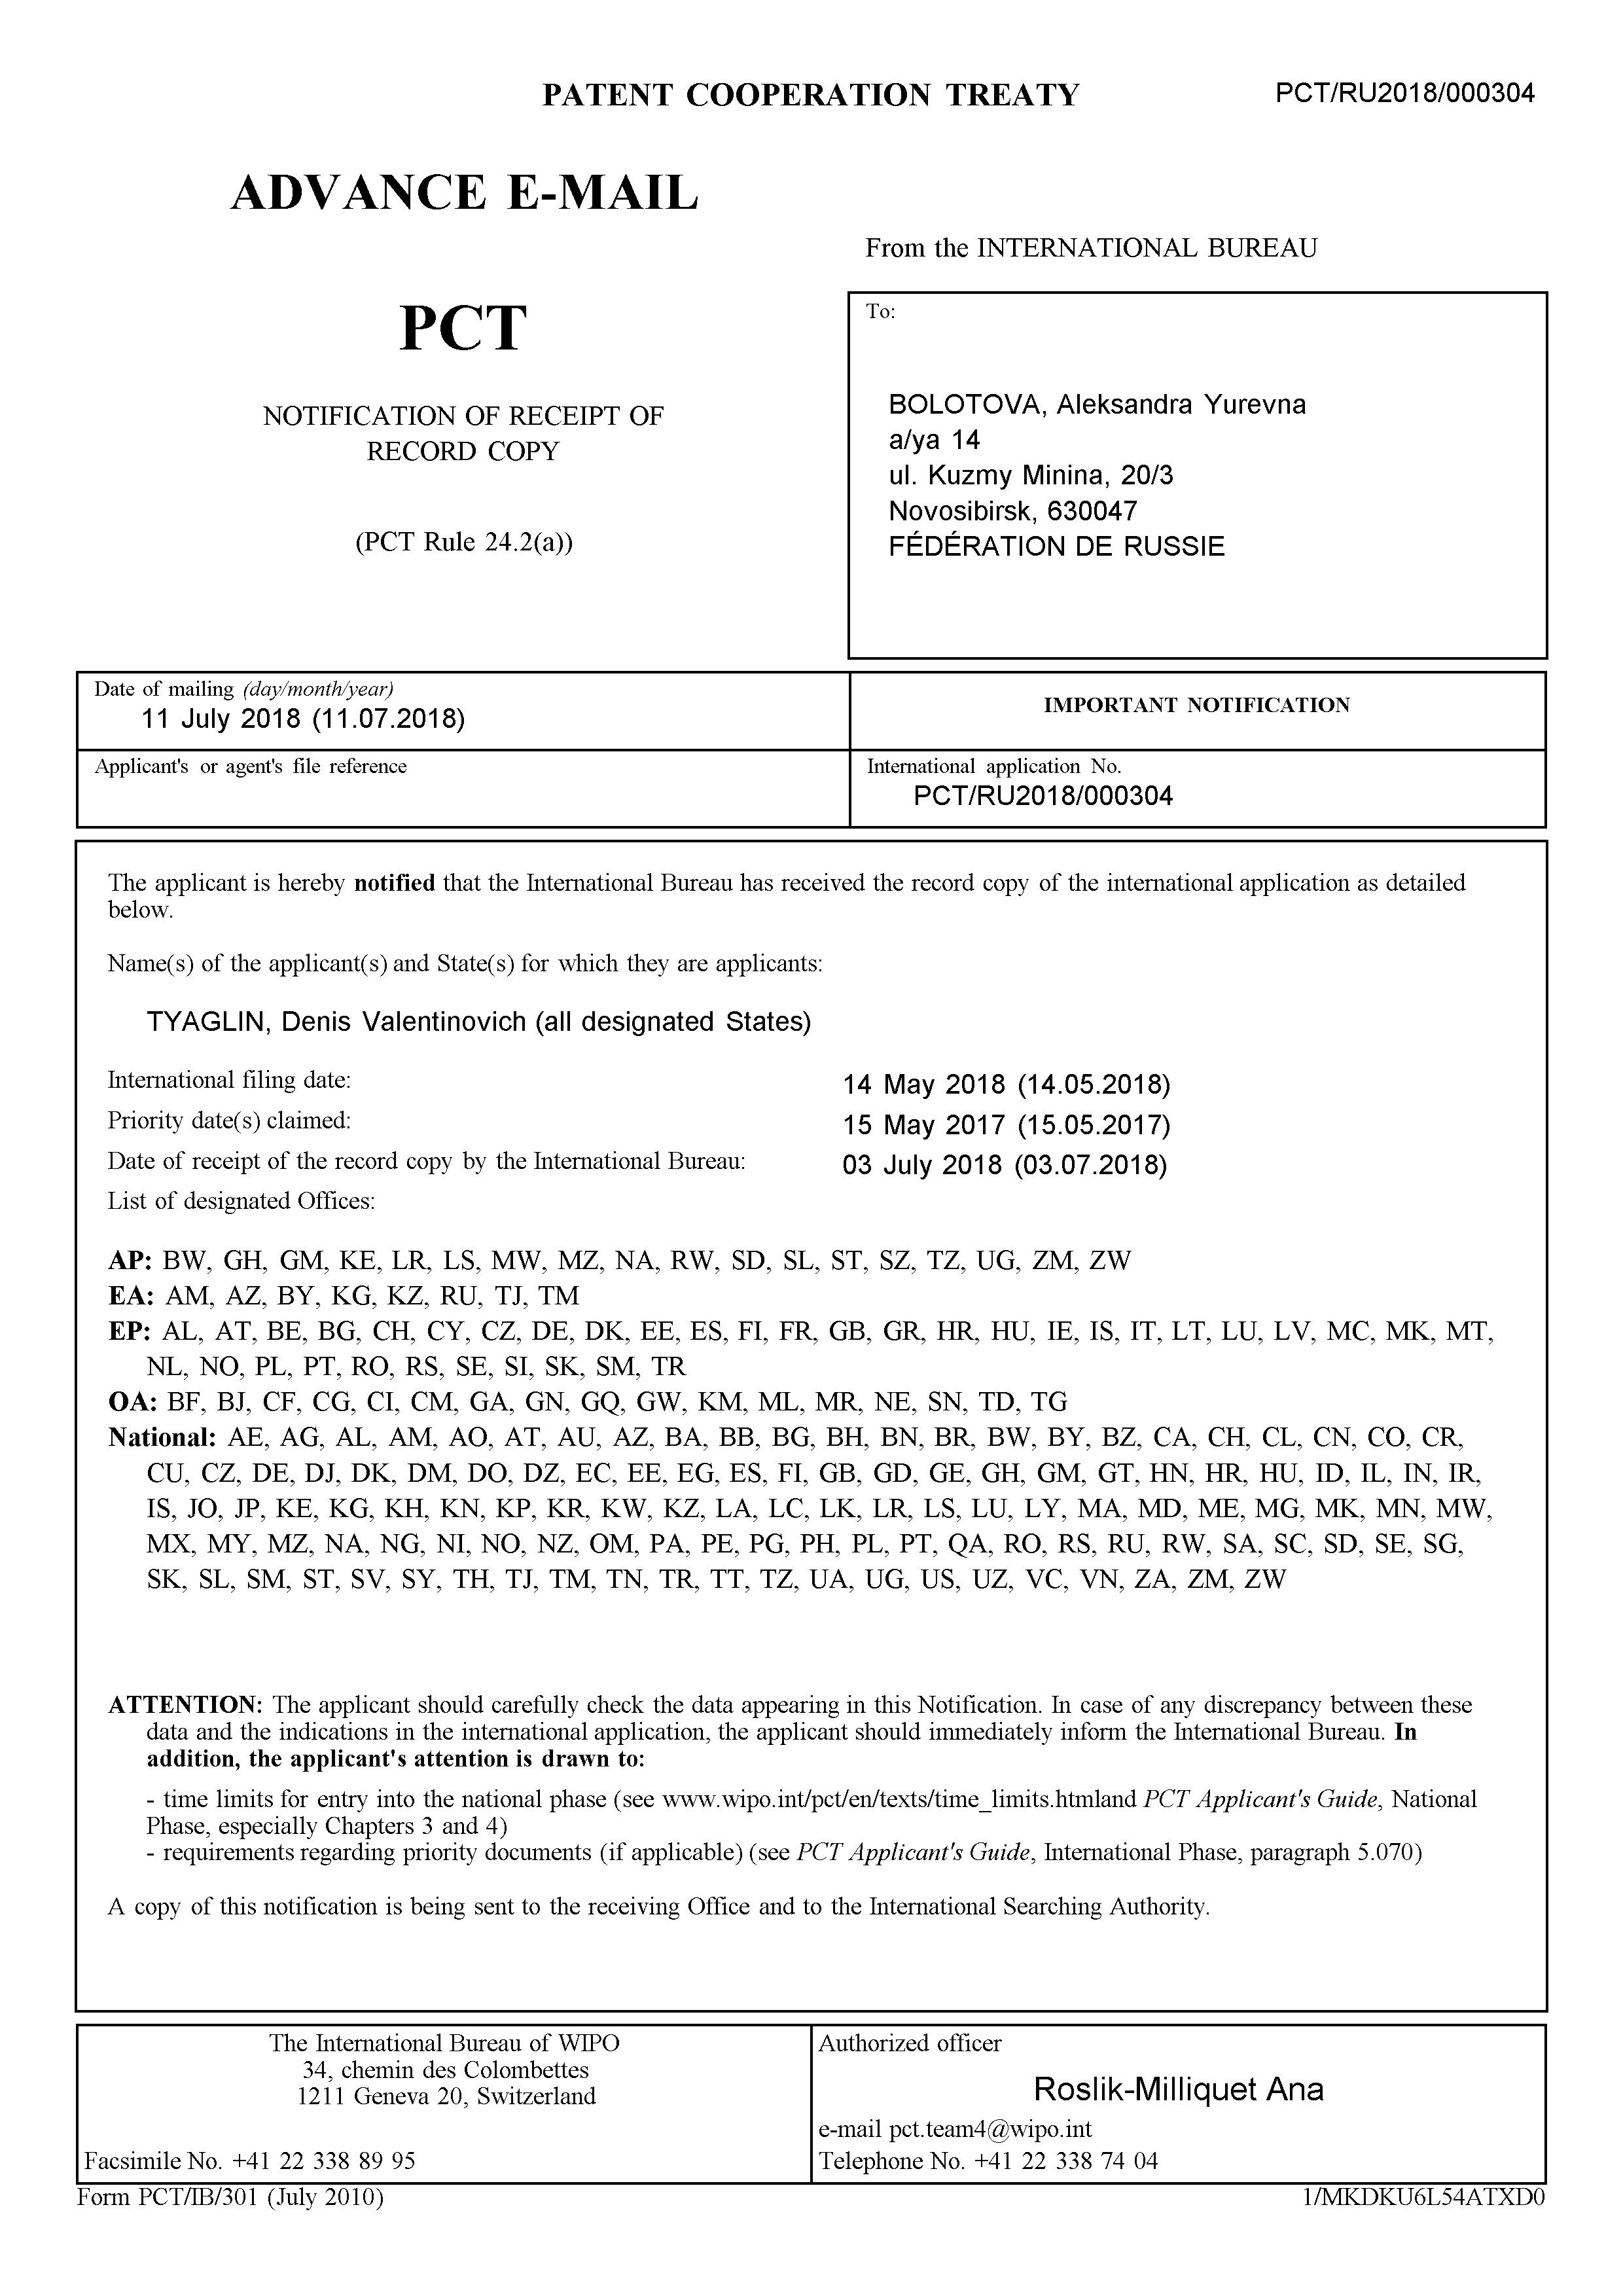 PATENT COOPERATION TREATY
PCT/RU2018/000304
ADVANCE E-MAIL
From the INTERNATIONAL BUREAU
PCT
NOTIFICATION OF RECEIPT OF
RECORD COPY
(PCT Rule 24.2(a))
To:
BOLOTOVA, Aleksandra Yurevna
a/ya 14
ul. Kuzmy Minina, 20/3
Novosibirsk, 630047
FÉDÉRATION DE RUSSIE
Date of mailing (day/month/year)
11 July 2018 (11.07.2018)
IMPORTANT NOTIFICATION
Applicant's or agent's file reference
International application No.
PCT/RU2018/000304
The applicant is hereby notified that the International Bureau has received the record copy of the international application as detailed
below.
Name(s) of the applicant(s) and State(s) for which they are applicants:
TYAGLIN, Denis Valentinovich (all designated States)
International filing date: 14 May 2018 (14.05.2018)
Priority date(s) claimed: 15 May 2017 (15.05.2017)
Date of receipt of the record copy by the International Bureau: 03 July 2018 (03.07.2018)
List of designated Offices:
AP: BW, GH, GM, KE, LR, LS, MW, MZ, NA, RW, SD, SL, ST, SZ, TZ, UG, ZM, ZW
EA: AM, AZ, BY, KG, KZ, RU, TJ, TM
EP: AL, AT, BE, BG, CH, CY, CZ, DE, DK, EE, ES, FI, FR, GB, GR, HR, HU, IE, IS, IT, LT, LU, LV, MC, MK, MT,
NL, NO, PL, PT, RO, RS, SE, SI, SK, SM, TR
OA: BF, BJ, CF, CG, CI, CM, GA, GN, GQ, GW, KM, ML, MR, NE, SN, TD, TG
National: AE, AG, AL, AM, AO, AT, AU, AZ, BA, BB, BG, BH, BN, BR, BW, BY, BZ, CA, CH, CL, CN, CO, CR,
CU, CZ, DE, DJ, DK, DM, DO, DZ, EC, EE, EG, ES, FI, GB, GD, GE, GH, GM, GT, HN, HR, HU, ID, IL, IN, IR,
IS, JO, JP, KE, KG, KH, KN, KP, KR, KW, KZ, LA, LC, LK, LR, LS, LU, LY, MA, MD, ME, MG, MK, MN, MW,
MX, MY, MZ, NA, NG, NI, NO, NZ, OM, PA, PE, PG, PH, PL, PT, QA, RO, RS, RU, RW, SA, SC, SD, SE, SG,
SK, SL, SM, ST, SV, SY, TH, TJ, TM, TN, TR, TT, TZ, UA, UG, US, UZ, VC, VN, ZA, ZM, ZW
ATTENTION: The applicant should carefully check the data appearing in this Notification. In case of any discrepancy between these
data and the indications in the international application, the applicant should immediately inform the International Bureau. In
addition, the applicant's attention is drawn to:
- time limits for entry into the national phase (see www.wipo.int/pct/en/texts/time_limits.htmland PCT Applicant's Guide, National
Phase, especially Chapters 3 and 4)
- requirements regarding priority documents (if applicable) (see PCT Applicant's Guide, International Phase, paragraph 5.070)
A copy of this notification is being sent to the receiving Office and to the International Searching Authority.
The International Bureau of WIPO
34, chemin des Colombettes
1211 Geneva 20, Switzerland
Facsimile No. +41 22 338 89 95
Authorized officer
Roslik-Milliquet Ana
e-mail pct.team4@wipo.int
Telephone No. +41 22 338 74 04
Form PCT/IB/301 (July 2010)
1/MKDKU6L54ATXD0